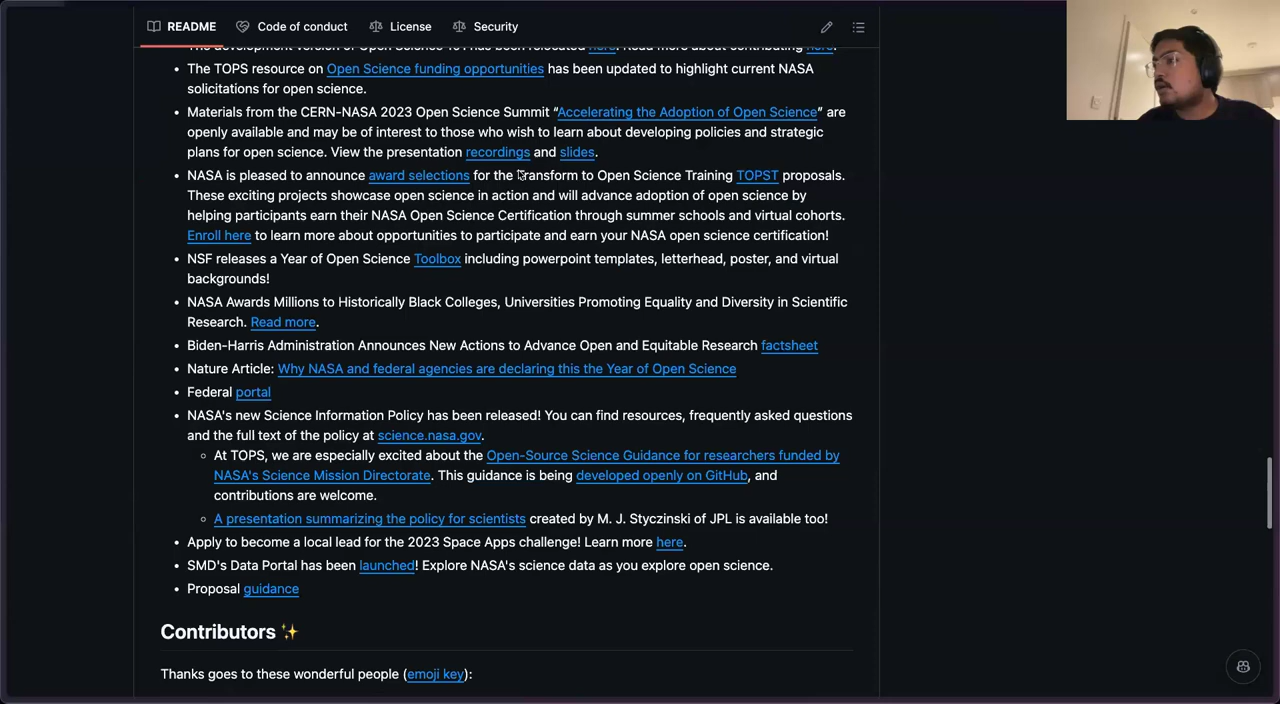 README
Code of conduct
License
Security
The development version of Open Science 101 has been relocated here. Read more about contributing here.
The TOPS resource on Open Science funding opportunities has been updated to highlight current NASA
solicitations for open science.
Materials from the CERN-NASA 2023 Open Science Summit “Accelerating the Adoption of Open Science” are
openly available and may be of interest to those who wish to learn about developing policies and strategic
plans for open science. View the presentation recordings and slides.
NASA is pleased to announce award selections for the Transform to Open Science Training TOPST proposals.
These exciting projects showcase open science in action and will advance adoption of open science by
helping participants earn their NASA Open Science Certification through summer schools and virtual cohorts.
Enroll here to learn more about opportunities to participate and earn your NASA open science certification!
NSF releases a Year of Open Science Toolbox including powerpoint templates, letterhead, poster, and virtual
backgrounds!
NASA Awards Millions to Historically Black Colleges, Universities Promoting Equality and Diversity in Scientific
Research. Read more.
Biden-Harris Administration Announces New Actions to Advance Open and Equitable Research factsheet
Nature Article: Why NASA and federal agencies are declaring this the Year of Open Science
Federal portal
NASA's new Science Information Policy has been released! You can find resources, frequently asked questions
and the full text of the policy at science.nasa.gov.
At TOPS, we are especially excited about the Open-Source Science Guidance for researchers funded by
NASA's Science Mission Directorate. This guidance is being developed openly on GitHub, and
contributions are welcome.
A presentation summarizing the policy for scientists created by M. J. Styczinski of JPL is available too!
Apply to become a local lead for the 2023 Space Apps challenge! Learn more here.
SMD's Data Portal has been launched! Explore NASA's science data as you explore open science.
Proposal guidance
Contributors ✨
Thanks goes to these wonderful people (emoji key):